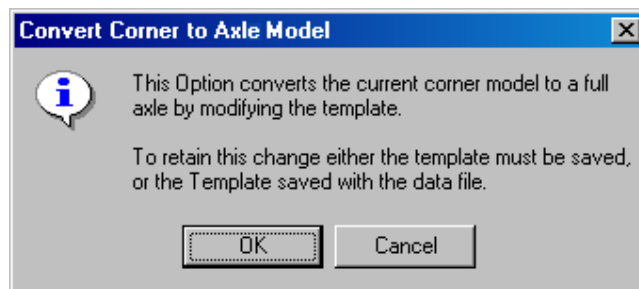 Convert Corner to Axle Model
This Option converts the current corner model to a full
axle by modifying the template.
To retain this change either the template must be saved,
or the Template saved with the data file.
OK
Cancel